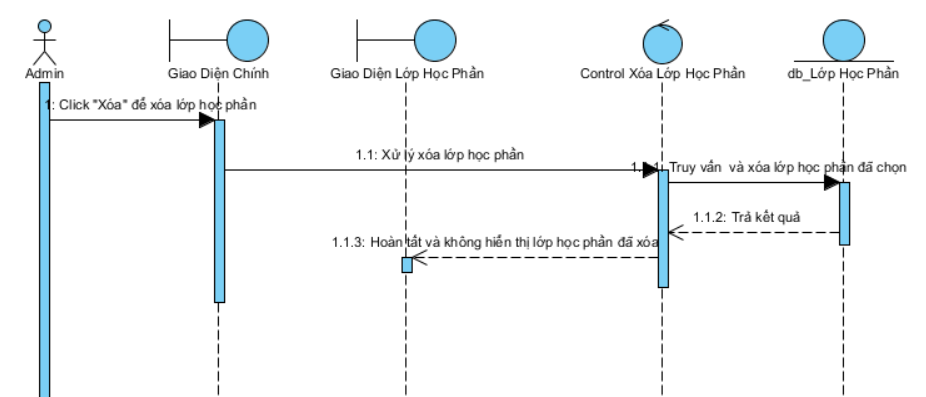 Admin
Giao Diện Chính
Giao Diện Lớp Học Phần
Control Xóa Lớp Học Phần
db_Lớp Học Phần
1: Click "Xóa" để xóa lớp học phần
1.1: Xử lý xóa lớp học phần
Truy vấn và xóa lớp học phần đã chọn
1.1.2: Trả kết quả
1.1.3: Hoàn tất và không hiển thị lớp học phần đã xóa